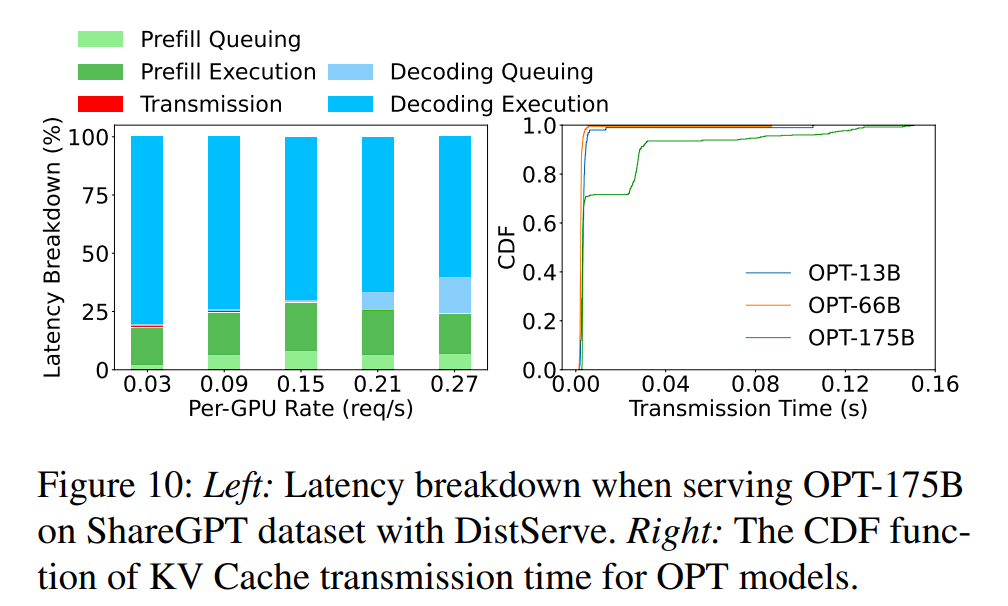 Prefill Queuing
Prefill Execution
Transmission
Decoding Queuing
Decoding Execution
Latency Breakdown (%)
100
75
50
25
0
0.03 0.09 0.15 0.21 0.27
Per-GPU Rate (req/s)
CDF
1.0
0.8
0.6
0.4
0.2
0.0
OPT-13B
OPT-66B
OPT-175B
0.00 0.04 0.08 0.12 0.16
Transmission Time (s)
Figure 10: Left: Latency breakdown when serving OPT-175B
on ShareGPT dataset with DistServe. Right: The CDF func-
tion of KV Cache transmission time for OPT models.